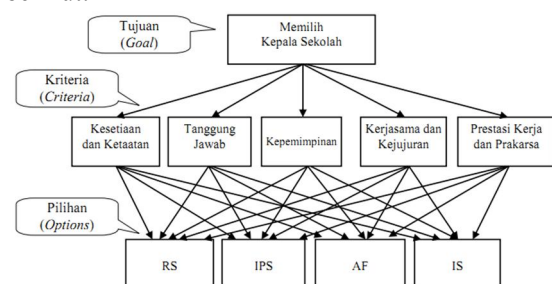 Tujuan
(Goal)
Memilih
Kepala Sekolah
Kriteria
(Criteria)
Kesetiaan
dan Ketaatan
Tanggung
Jawab
Kepemimpinan
Kerjasama dan
Kejujuran
Prestasi Kerja
dan Prakarsa
Pilihan
(Options)
RS
IPS
AF
IS